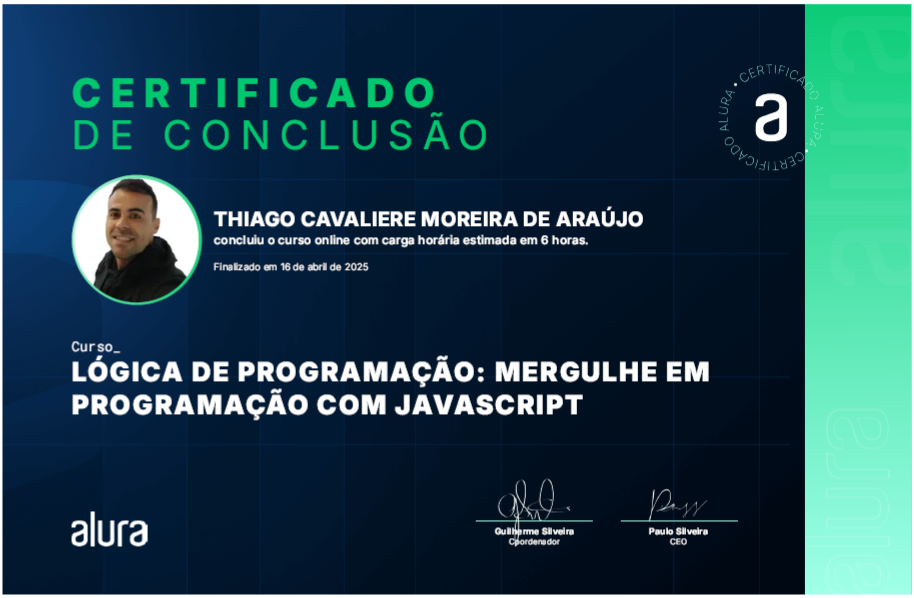 CERTIFICADO
DE CONCLUSÃO
CERTIFICADO ALURA • CERTIFICADO ALURA •
a
THIAGO CAVALIERE MOREIRA DE ARAÚJO
concluiu o curso online com carga horária estimada em 6 horas.
Finalizado em 16 de abril de 2025
Curso_
LÓGICA DE PROGRAMAÇÃO: MERGULHE EM
PROGRAMAÇÃO COM JAVASCRIPT
alura
Guilherme Silveira
Coordenador
Paulo Silveira
CEO
alura
alura
alura